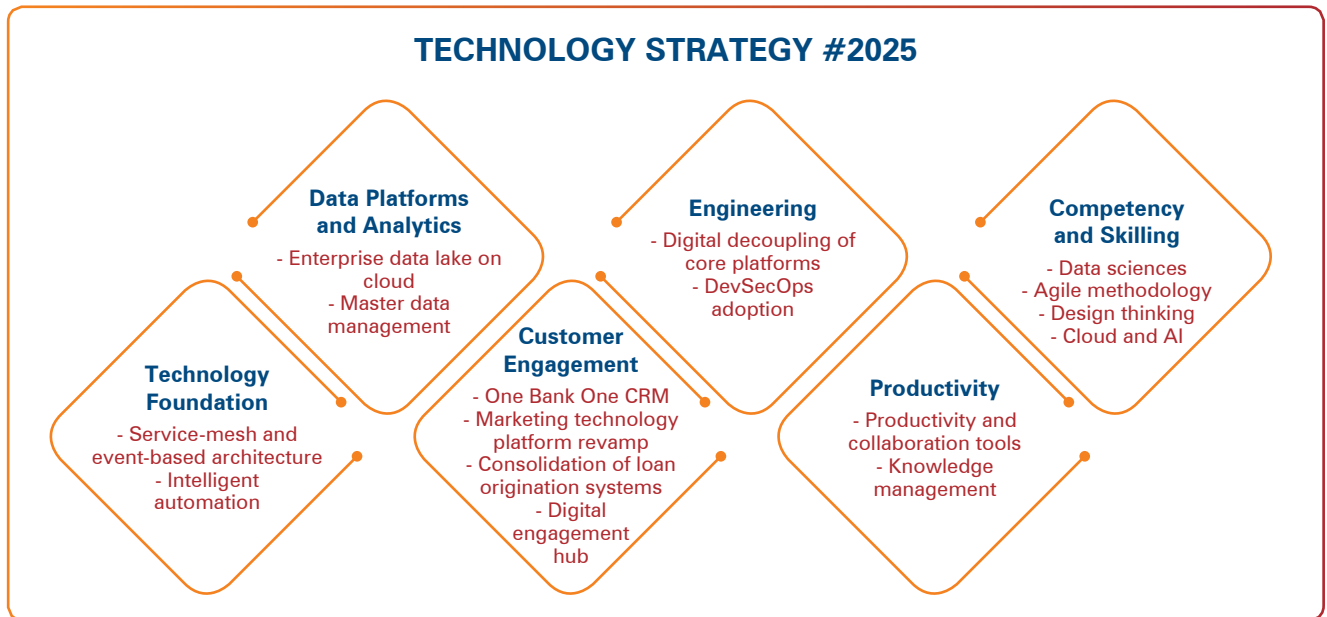 TECHNOLOGY STRATEGY #2025
Technology
Foundation
- Service-mesh and
event-based architecture
- Intelligent
automation
Data Platforms
and Analytics
- Enterprise data lake on
cloud
- Master data
management
Customer
Engagement
- One Bank One CRM
- Marketing technology
platform revamp
- Consolidation of loan
origination systems
- Digital
engagement
hub
Engineering
- Digital decoupling of
core platforms
- DevSecOps
adoption
Productivity
- Productivity and
collaboration tools
- Knowledge
management
Competency
and Skilling
- Data sciences
- Agile methodology
- Design thinking
- Cloud and AI